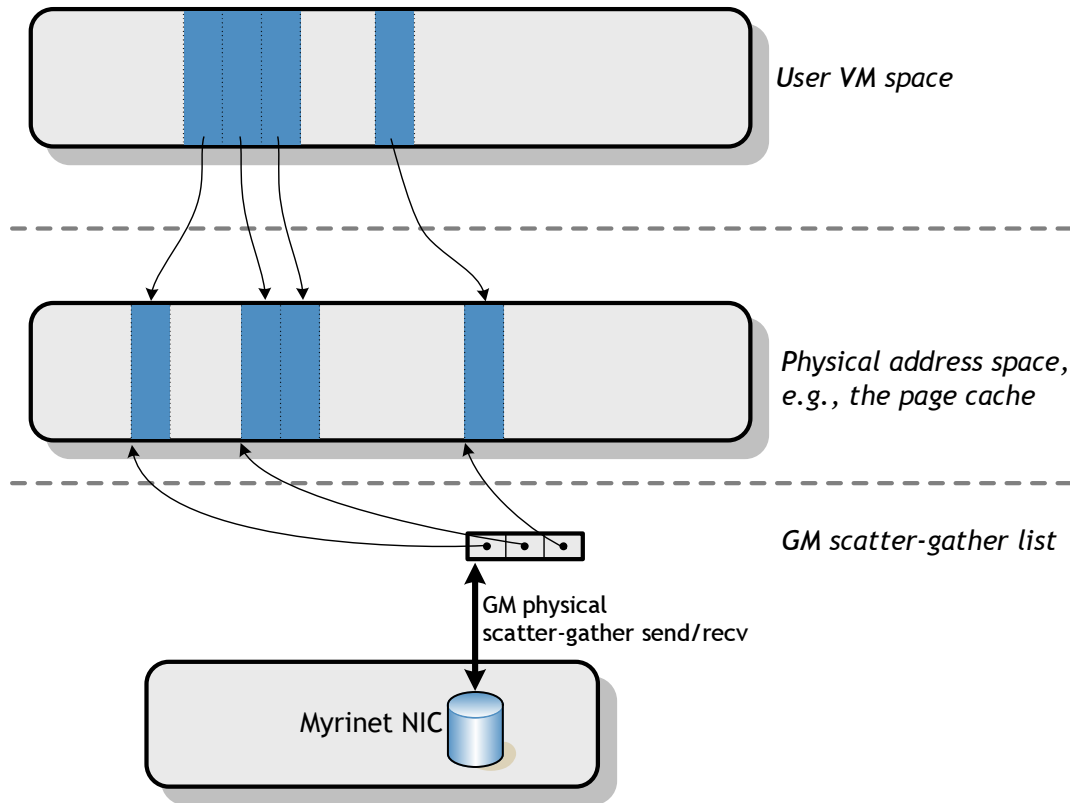 User VM space
Physical address space,
e.g., the page cache
GM scatter-gather list
GM physical
scatter-gather send/recv
Myrinet NIC